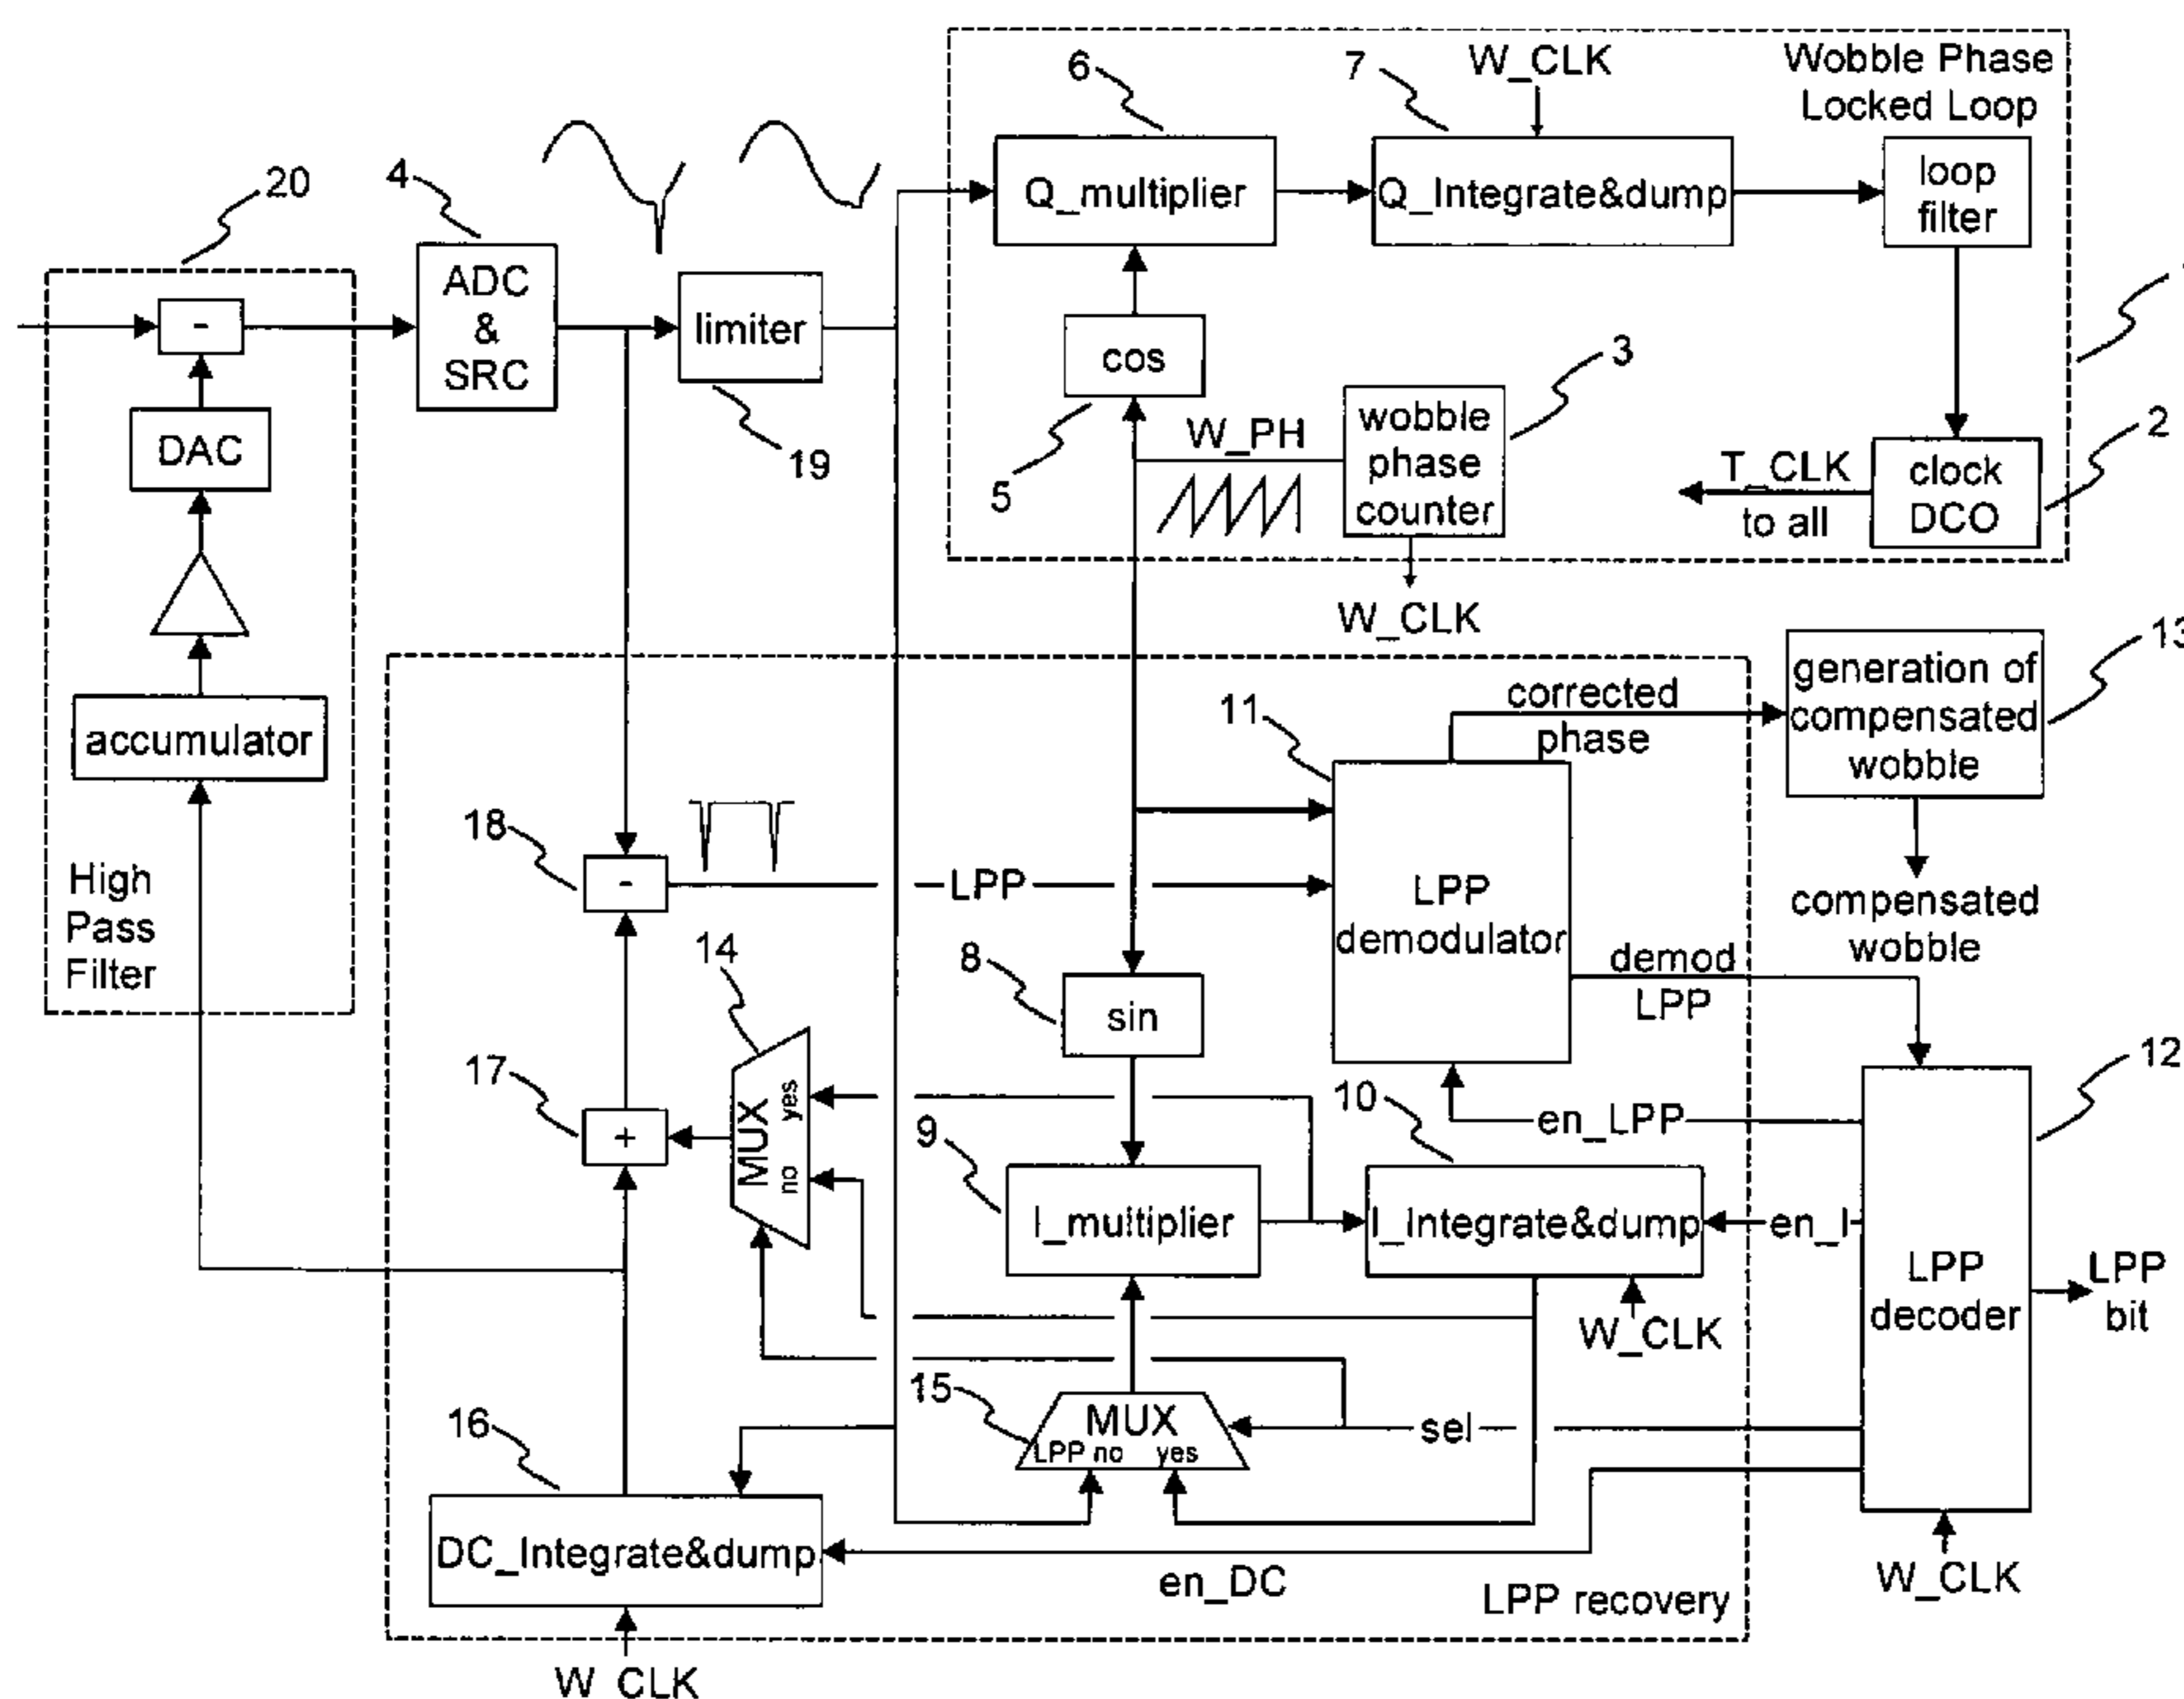 6
7
W_CLK
Wobble Phase
Locked Loop
20
4
ADC
&
SRC
limiter
19
Q_multiplier
Q_Integrate&dump
loop
filter
-
DAC
accumulator
High
Pass
Filter
cos
5
W_PH
wobble
phase
counter
3
W_CLK
T_CLK
to all
clock
DCO
2
13
generation of
compensated
wobble
compensated
wobble
corrected
phase
11
LPP
demodulator
demod
LPP
18
-
LPP
14
MUX
yes
no
17
+
8
sin
9
I_multiplier
10
I_Integrate&dump
W_CLK
en_LPP
en_I
12
LPP
decoder
LPP
bit
W_CLK
15
MUX
LPP no yes
sel
16
DC_Integrate&dump
en_DC
LPP recovery
W_CLK